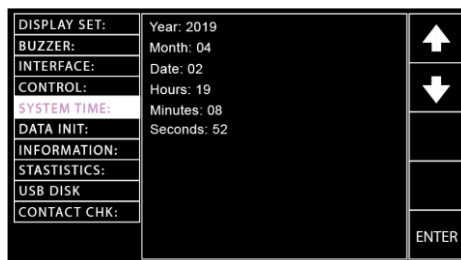 DISPLAY SET:
BUZZER:
INTERFACE:
CONTROL:
SYSTEM TIME:
DATA INIT:
INFORMATION:
STASTISTICS:
USB DISK
CONTACT CHK:
Year: 2019
Month: 04
Date: 02
Hours: 19
Minutes: 08
Seconds: 52
ENTER